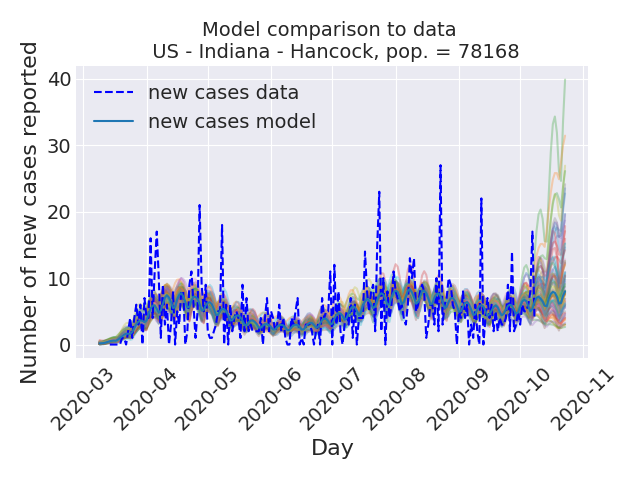 Model comparison to data
US - Indiana - Hancock, pop. = 78168
Number of new cases reported
40
30
20
10
0
new cases data
new cases model
2020-03
2020-04
2020-05
2020-06
2020-07
2020-08
2020-09
2020-10
2020-11
Day